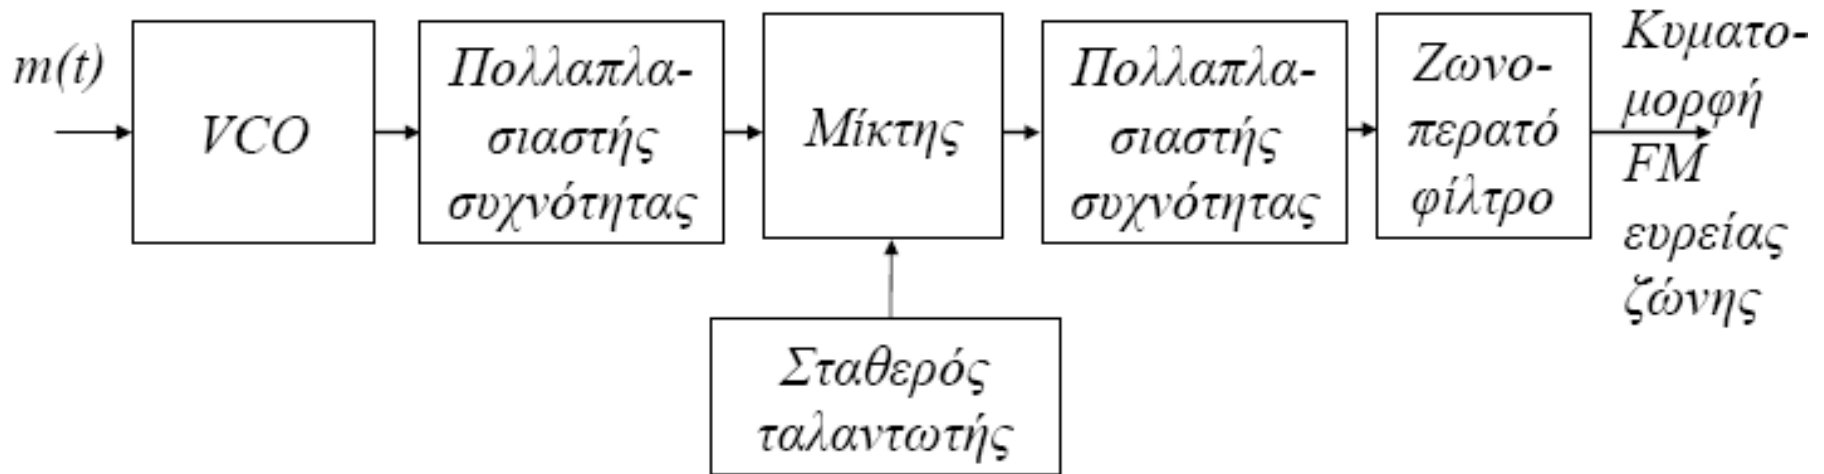 m(t)
VCO
Πολλαπλα-
σιαστής
συχνότητας
Μίκτης
Πολλαπλα-
σιαστής
συχνότητας
Ζωνο-
περατό
φίλτρο
Κυματο-
μορφή
FM
ευρείας
ζώνης
Σταθερός
ταλαντωτής